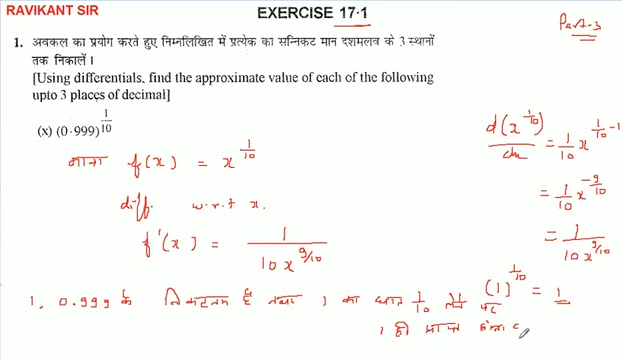 RAVIKANT SIR
EXERCISE 17·1
Part-3
1. अवकल का प्रयोग करते हुए निम्नलिखित में प्रत्येक का सन्निकट मान दशमलव के 3 स्थानों
तक निकालें।
[Using differentials, find the approximate value of each of the following
upto 3 places of decimal]
(x) (0·999)^(1/10)
माना f(x) = x^(1/10)
diff. w.r.t x.
f'(x) = 1/(10x^(9/10))
d(x^(1/10))/dx = 1/10 x^(1/10 - 1)
= 1/10 x^(-9/10)
= 1/(10x^(9/10))
1, 0.999 के निकटतम है तथा 1 का घात 1/10 लेने पर (1)^(1/10) = 1
1 ही प्राप्त होता